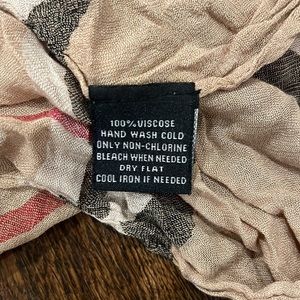 100% VISCOSE
HAND WASH COLD
ONLY NON-CHLORINE
BLEACH WHEN NEEDED
DRY FLAT
COOL IRON IF NEEDED